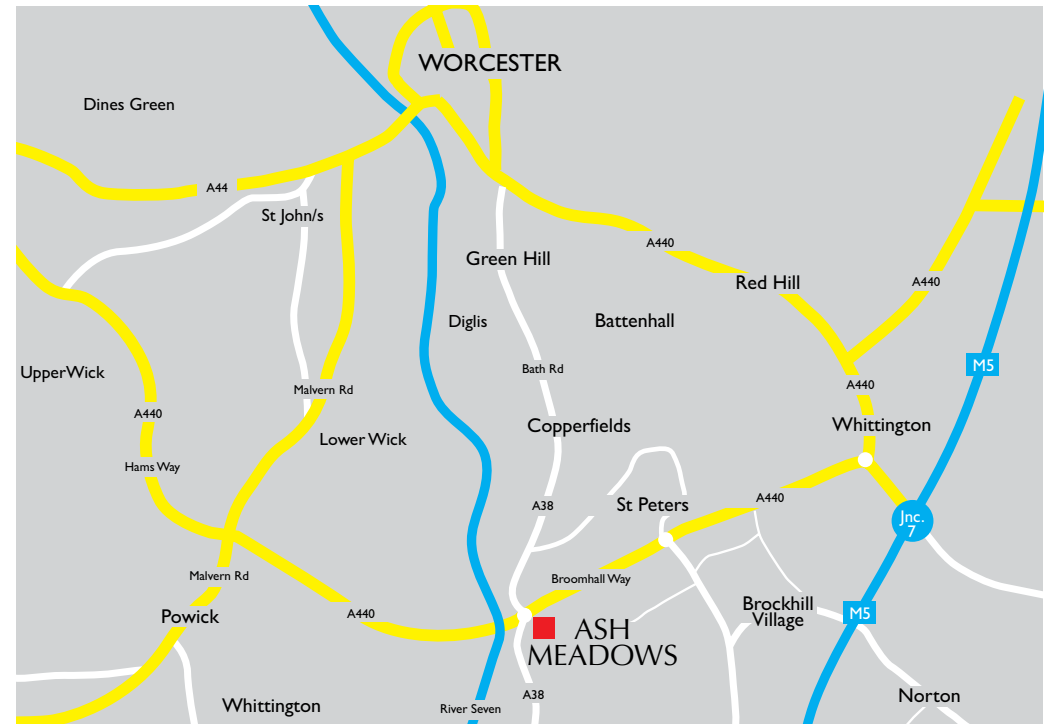 WORCESTER
Dines Green
A44
St John/s
A440
Green Hill
Red Hill
A440
Diglis
Battenhall
M5
UpperWick
Bath Rd
Malvern Rd
A440
A440
Whittington
Copperfields
Lower Wick
Hams Way
A440
St Peters
A38
Jnc.
7
Malvern Rd
Broomhall Way
Brockhill
Village
M5
A440
Powick
ASH
MEADOWS
A38
Norton
Whittington
River Seven